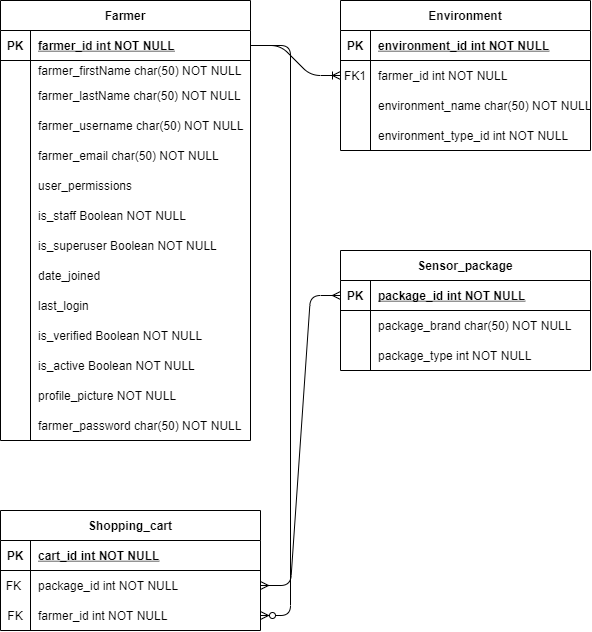 Farmer
PK farmer_id int NOT NULL
farmer_firstName char(50) NOT NULL
farmer_lastName char(50) NOT NULL
farmer_username char(50) NOT NULL
farmer_email char(50) NOT NULL
user_permissions
is_staff Boolean NOT NULL
is_superuser Boolean NOT NULL
date_joined
last_login
is_verified Boolean NOT NULL
is_active Boolean NOT NULL
profile_picture NOT NULL
farmer_password char(50) NOT NULL
Environment
PK environment_id int NOT NULL
FK1 farmer_id int NOT NULL
environment_name char(50) NOT NULL
environment_type_id int NOT NULL
Sensor_package
PK package_id int NOT NULL
package_brand char(50) NOT NULL
package_type int NOT NULL
Shopping_cart
PK cart_id int NOT NULL
FK package_id int NOT NULL
FK farmer_id int NOT NULL